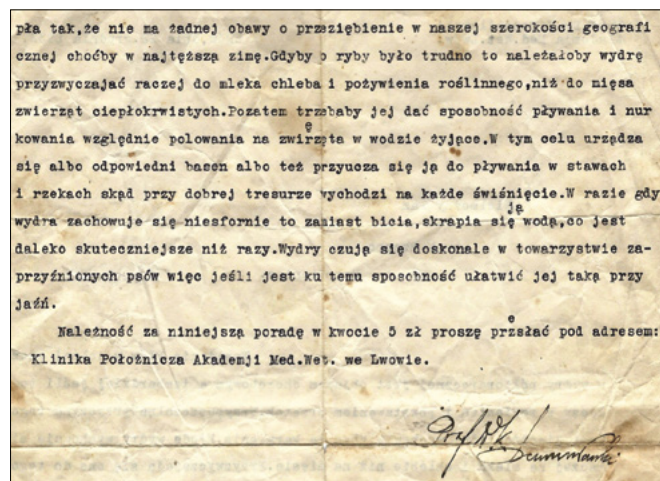 pła tak,że nie ma żadnej obawy o przeziębienie w naszej szerokości geografi
cznej choćby w najtęższą zimę.Gdyby o ryby było trudno to należałoby wydrę
przyzwyczajać raczej do mleka chleba i pożywienia roślinnego,niż do mięsa
zwierząt ciepłokrwistych.Pozatem trzebaby jej dać sposobność pływania i nur
kowania względnie polowania na zwirzęta w wodzie żyjące.W tym celu urządza
się albo odpowiedni basen albo też przyucza się ją do pływania w stawach
i rzekach skąd przy dobrej tresurze wychodzi na każde świśnięcie.W razie gdy
wydra zachowuje się niesfornie to zamiast bicia,skrapia się ją wodą,co jest
daleko skuteczniejsze niż razy.Wydry czują się doskonale w towarzystwie za-
przyźnionych psów więc jeśli jest ku temu sposobność ułatwić jej taką przy
jaźń.
Należność za niniejszą poradę w kwocie 5 zł proszę przesłać pod adresem:
Klinika Położnicza Akademji Med.Wet. we Lwowie.
Prof